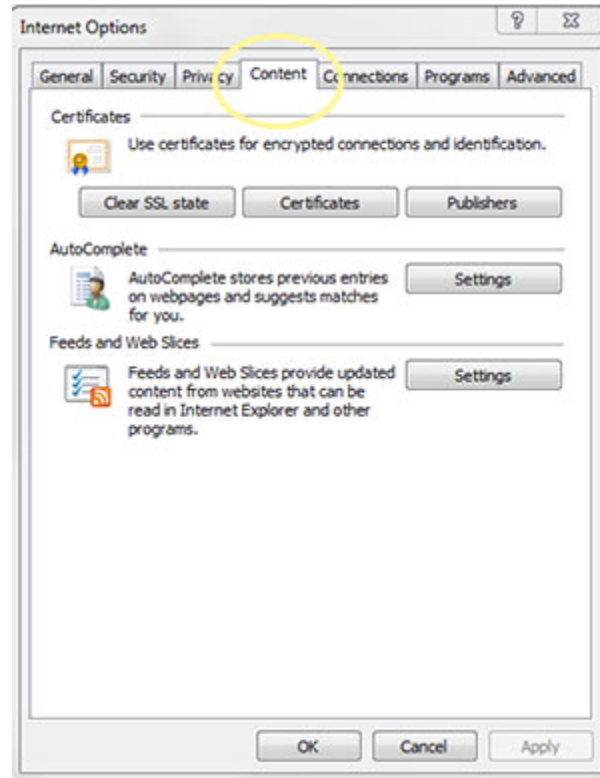 Internet Options
General Security Privacy Content Connections Programs Advanced
Certificates
Use certificates for encrypted connections and identification.
Clear SSL state Certificates Publishers
AutoComplete
AutoComplete stores previous entries
on webpages and suggests matches
for you.
Settings
Feeds and Web Slices
Feeds and Web Slices provide updated
content from websites that can be
read in Internet Explorer and other
programs.
Settings
OK Cancel Apply